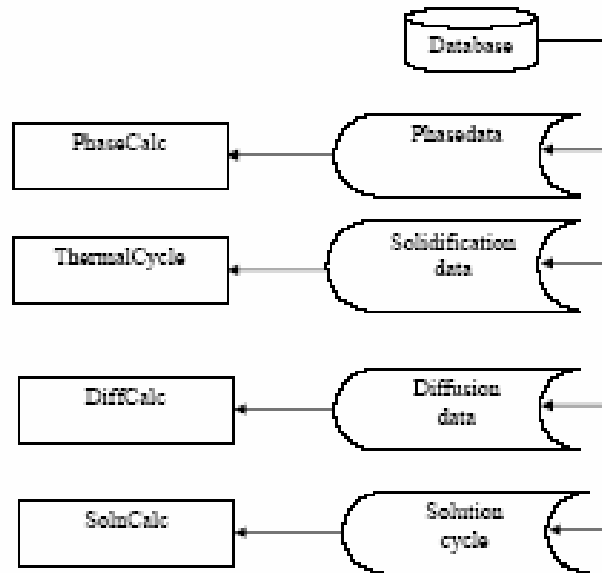 Database
PhaseCalc
Phasedata
ThermalCycle
Solidification
data
DiffCalc
Diffusion
data
SolnCalc
Solution
cycle